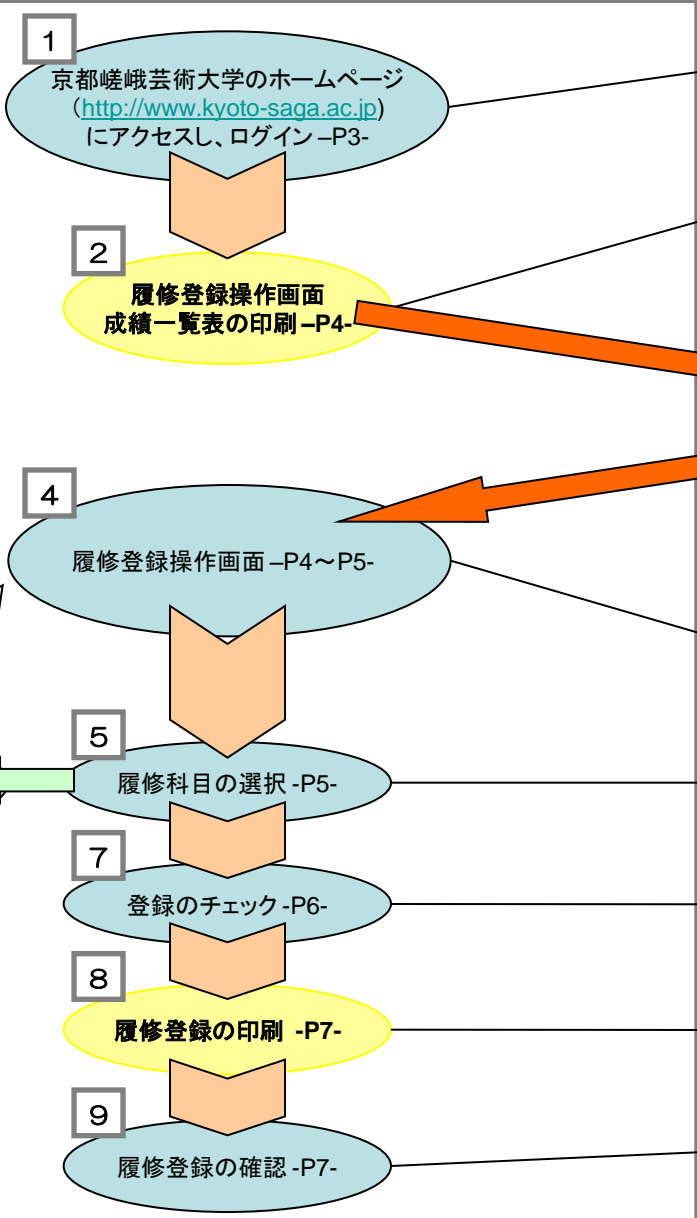 1
京都嵯峨芸術大学のホームページ
（http://www.kyoto-saga.ac.jp)
にアクセスし、ログイン –P3-
2
履修登録操作画面
成績一覧表の印刷 –P4-
4
履修登録操作画面 –P4～P5-
5
履修科目の選択 -P5-
7
登録のチェック -P6-
8
履修登録の印刷 -P7-
9
履修登録の確認 -P7-